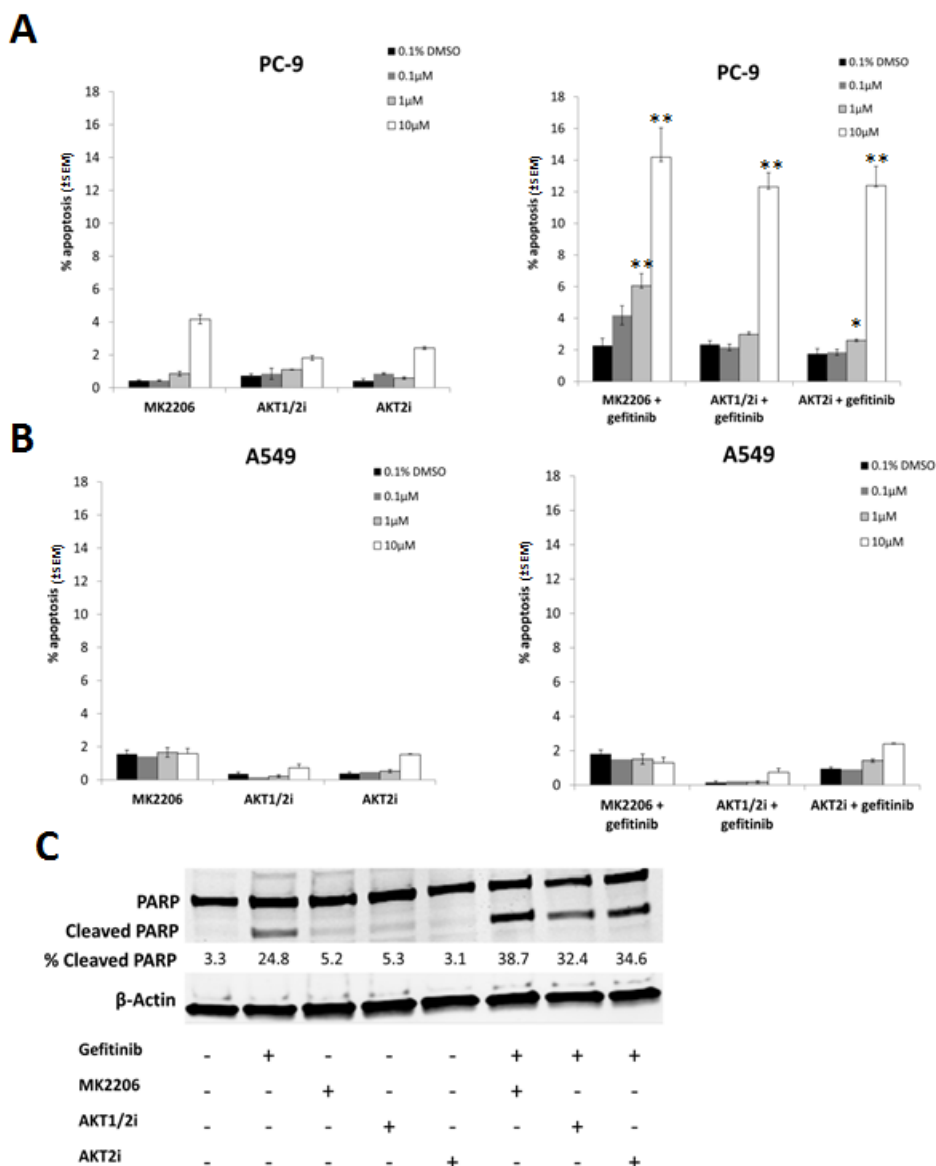 A
PC-9
% apoptosis (±SEM)
18
16
14
12
10
8
6
4
2
0
MK2206
AKT1/2i
AKT2i
0.1% DMSO
0.1µM
1µM
10µM
PC-9
% apoptosis (±SEM)
18
16
14
12
10
8
6
4
2
0
**
**
**
**
*
MK2206 +
gefitinib
AKT1/2i +
gefitinib
AKT2i + gefitinib
0.1% DMSO
0.1µM
1µM
10µM
B
A549
% apoptosis (±SEM)
18
16
14
12
10
8
6
4
2
0
MK2206
AKT1/2i
AKT2i
0.1% DMSO
0.1µM
1µM
10µM
A549
% apoptosis (±SEM)
18
16
14
12
10
8
6
4
2
0
MK2206 +
gefitinib
AKT1/2i +
gefitinib
AKT2i + gefitinib
0.1% DMSO
0.1µM
1µM
10µM
C
PARP
Cleaved PARP
% Cleaved PARP 3.3 24.8 5.2 5.3 3.1 38.7 32.4 34.6
β-Actin
Gefitinib - + - - - + + +
MK2206 - - + - - + - -
AKT1/2i - - - + - - + -
AKT2i - - - - + - - +